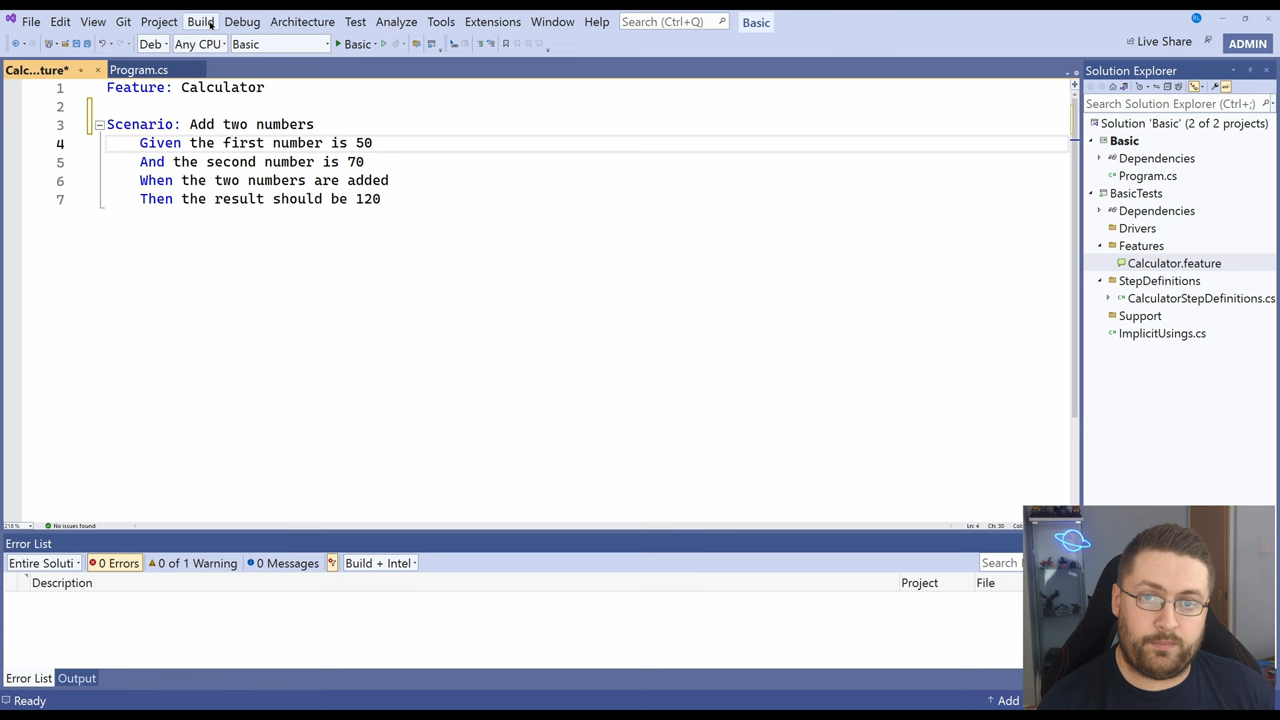 File Edit View Git Project Build Debug Architecture Test Analyze Tools Extensions Window Help Search (Ctrl+Q) Basic RL
Live Share ADMIN
Deb Any CPU Basic Basic
Calc...ture* Program.cs
1 Feature: Calculator
2
3 Scenario: Add two numbers
4 Given the first number is 50
5 And the second number is 70
6 When the two numbers are added
7 Then the result should be 120
218 % No issues found Ln: 4 Ch: 30
Solution Explorer
Search Solution Explorer (Ctrl+;)
Solution 'Basic' (2 of 2 projects)
Basic
Dependencies
Program.cs
BasicTests
Dependencies
Drivers
Features
Calculator.feature
StepDefinitions
CalculatorStepDefinitions.cs
Support
ImplicitUsings.cs
Error List
Entire Soluti 0 Errors 0 of 1 Warning 0 Messages Build + Intel Search
Description Project File
Error List Output
Ready Add